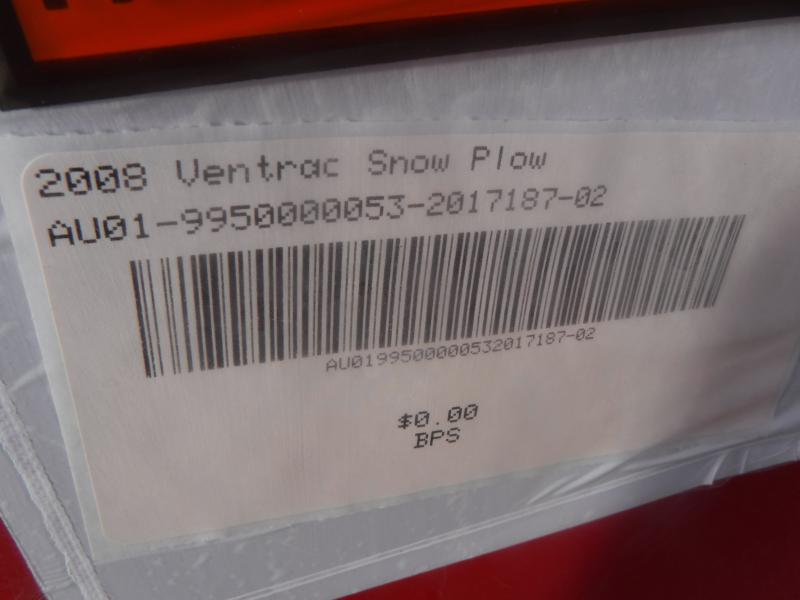 2008 Ventrac Snow Plow
AU01-9950000053-2017187-02
AU0199500000532017187-02
$0.00
BPS